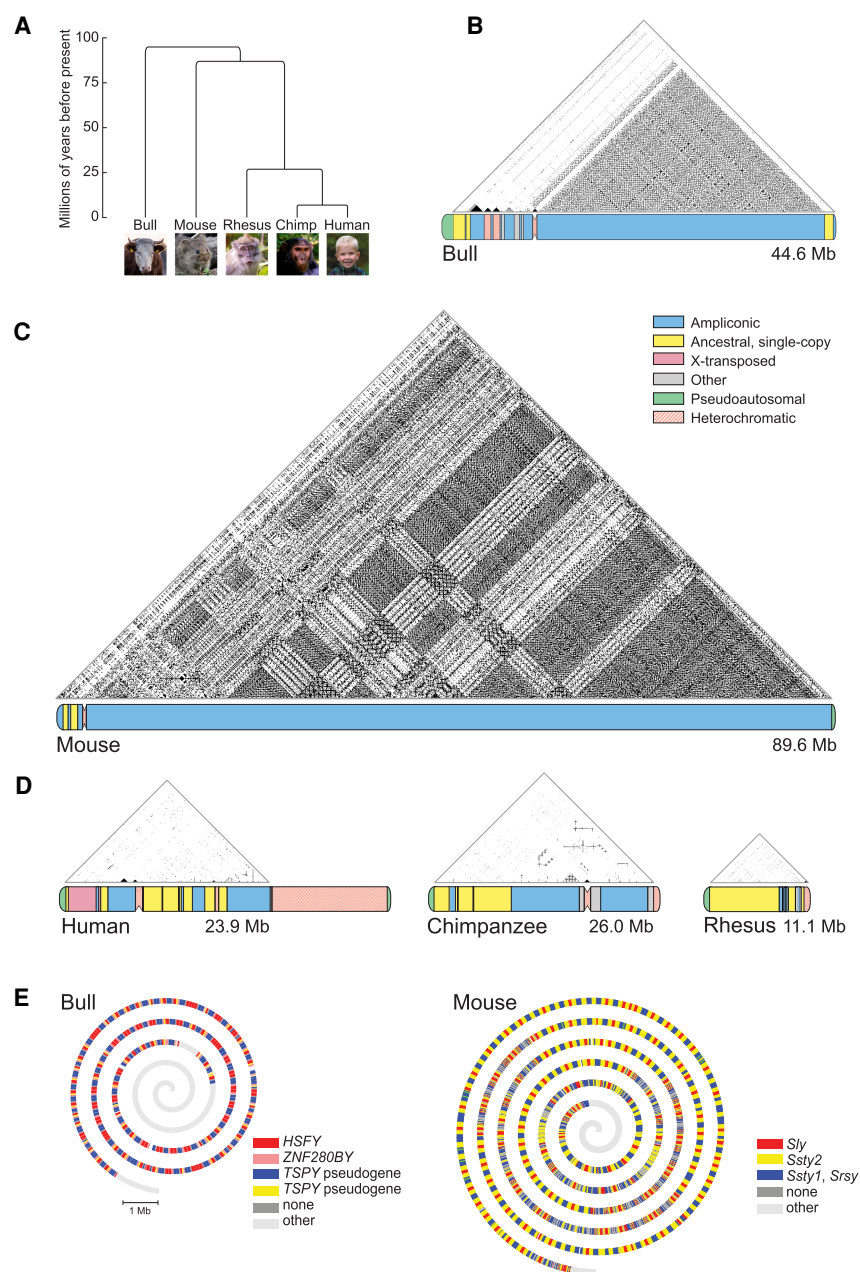 A
Millions of years before present
100
75
50
25
0
Bull Mouse Rhesus Chimp Human
B
Bull
44.6 Mb
C
Ampliconic
Ancestral, single-copy
X-transposed
Other
Pseudoautosomal
Heterochromatic
Mouse
89.6 Mb
D
Human
23.9 Mb
Chimpanzee
26.0 Mb
Rhesus
11.1 Mb
E
Bull
HSFY
ZNF280BY
TSPY pseudogene
TSPY pseudogene
none
other
1 Mb
Mouse
Sly
Ssty2
Ssty1, Srsy
none
other